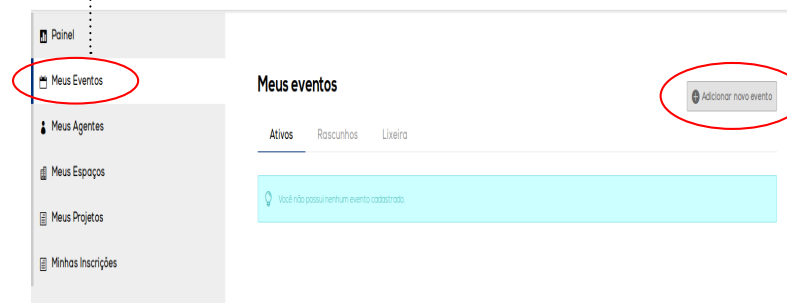 Painel
Meus Eventos
Meus Agentes
Meus Espaços
Meus Projetos
Minhas Inscrições
Meus eventos
Adicionar novo evento
Ativos Rascunhos Lixeira
Você não possui nenhum evento cadastrado.